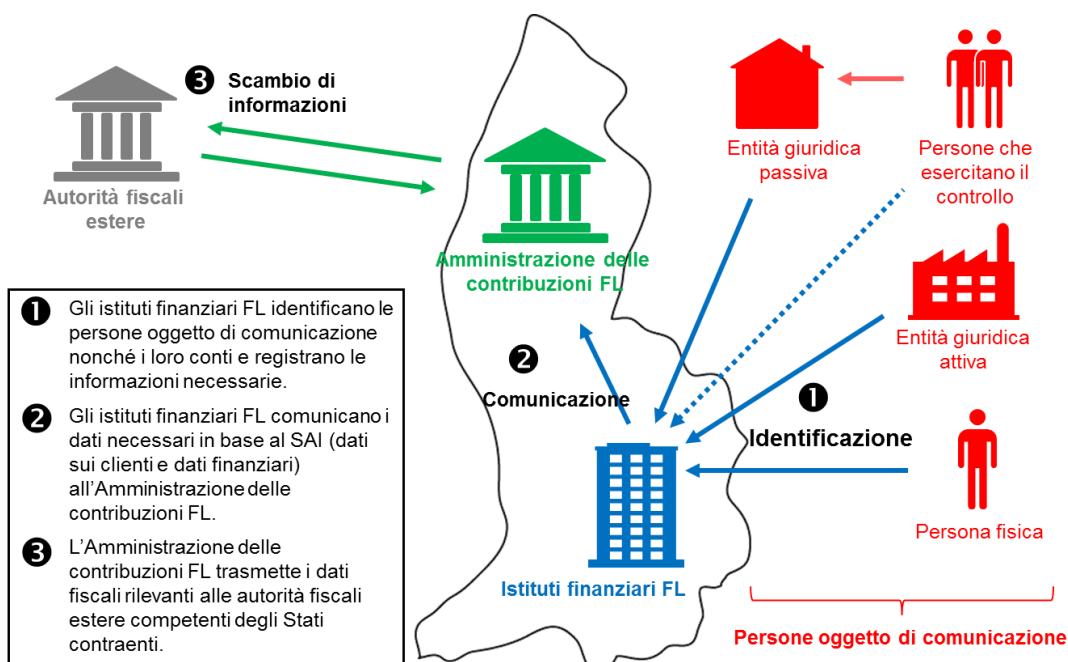 ❸ Scambio di
informazioni
Autorità fiscali
estere
Amministrazione delle
contribuzioni FL
Entità giuridica
passiva
Persone che
esercitano il
controllo
Entità giuridica
attiva
❶ Gli istituti finanziari FL identificano le
persone oggetto di comunicazione
nonché i loro conti e registrano le
informazioni necessarie.
❷ Gli istituti finanziari FL comunicano i
dati necessari in base al SAI (dati
sui clienti e dati finanziari)
all'Amministrazione delle
contribuzioni FL.
❸ L'Amministrazione delle
contribuzioni FL trasmette i dati
fiscali rilevanti alle autorità fiscali
estere competenti degli Stati
contraenti.
❷
Comunicazione
❶
Identificazione
Persona fisica
Istituti finanziari FL
Persone oggetto di comunicazione